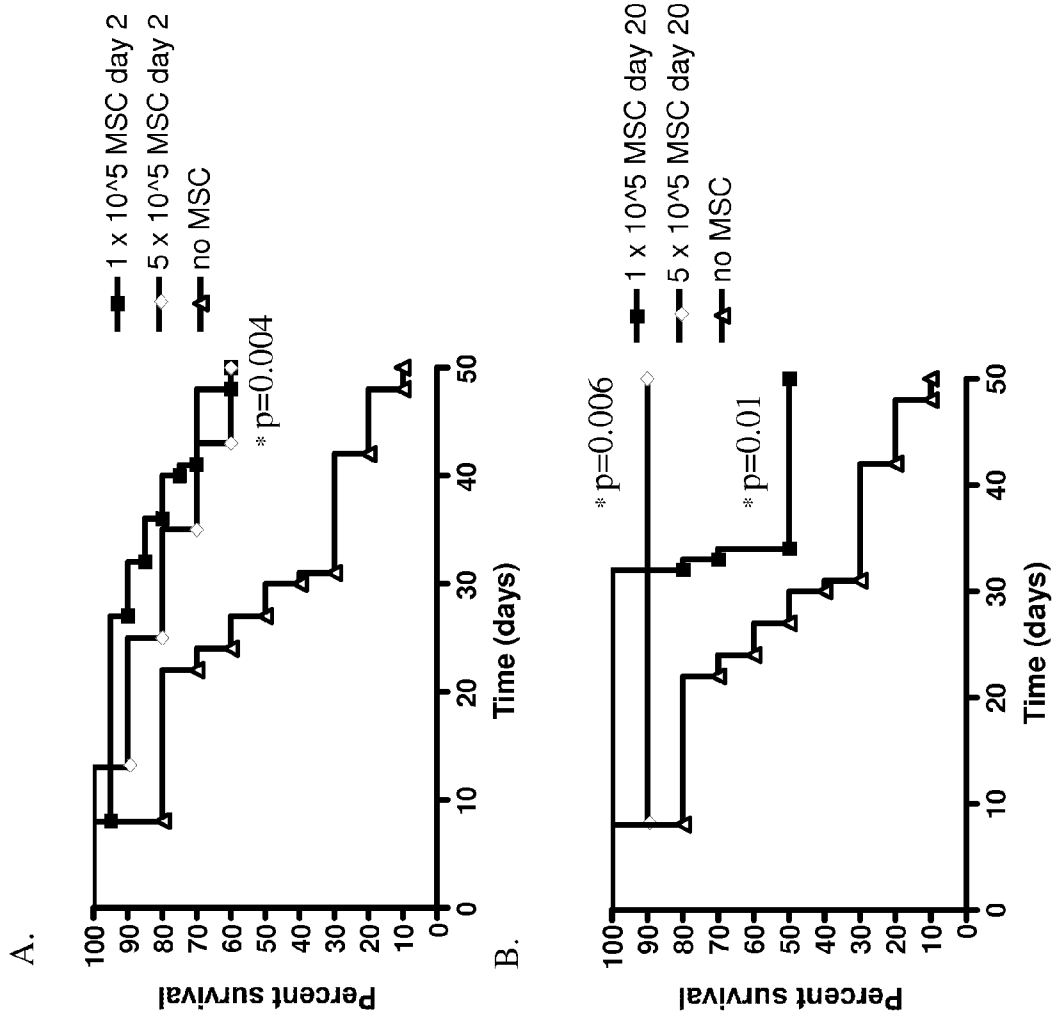 A.
Percent survival
100
90
80
70
60
50
40
30
20
10
0
0
10
20
30
40
50
Time (days)
* p=0.004
1 x 10^5 MSC day 2
5 x 10^5 MSC day 2
no MSC
B.
Percent survival
100
90
80
70
60
50
40
30
20
10
0
0
10
20
30
40
50
Time (days)
* p=0.006
* p=0.01
1 x 10^5 MSC day 20
5 x 10^5 MSC day 20
no MSC